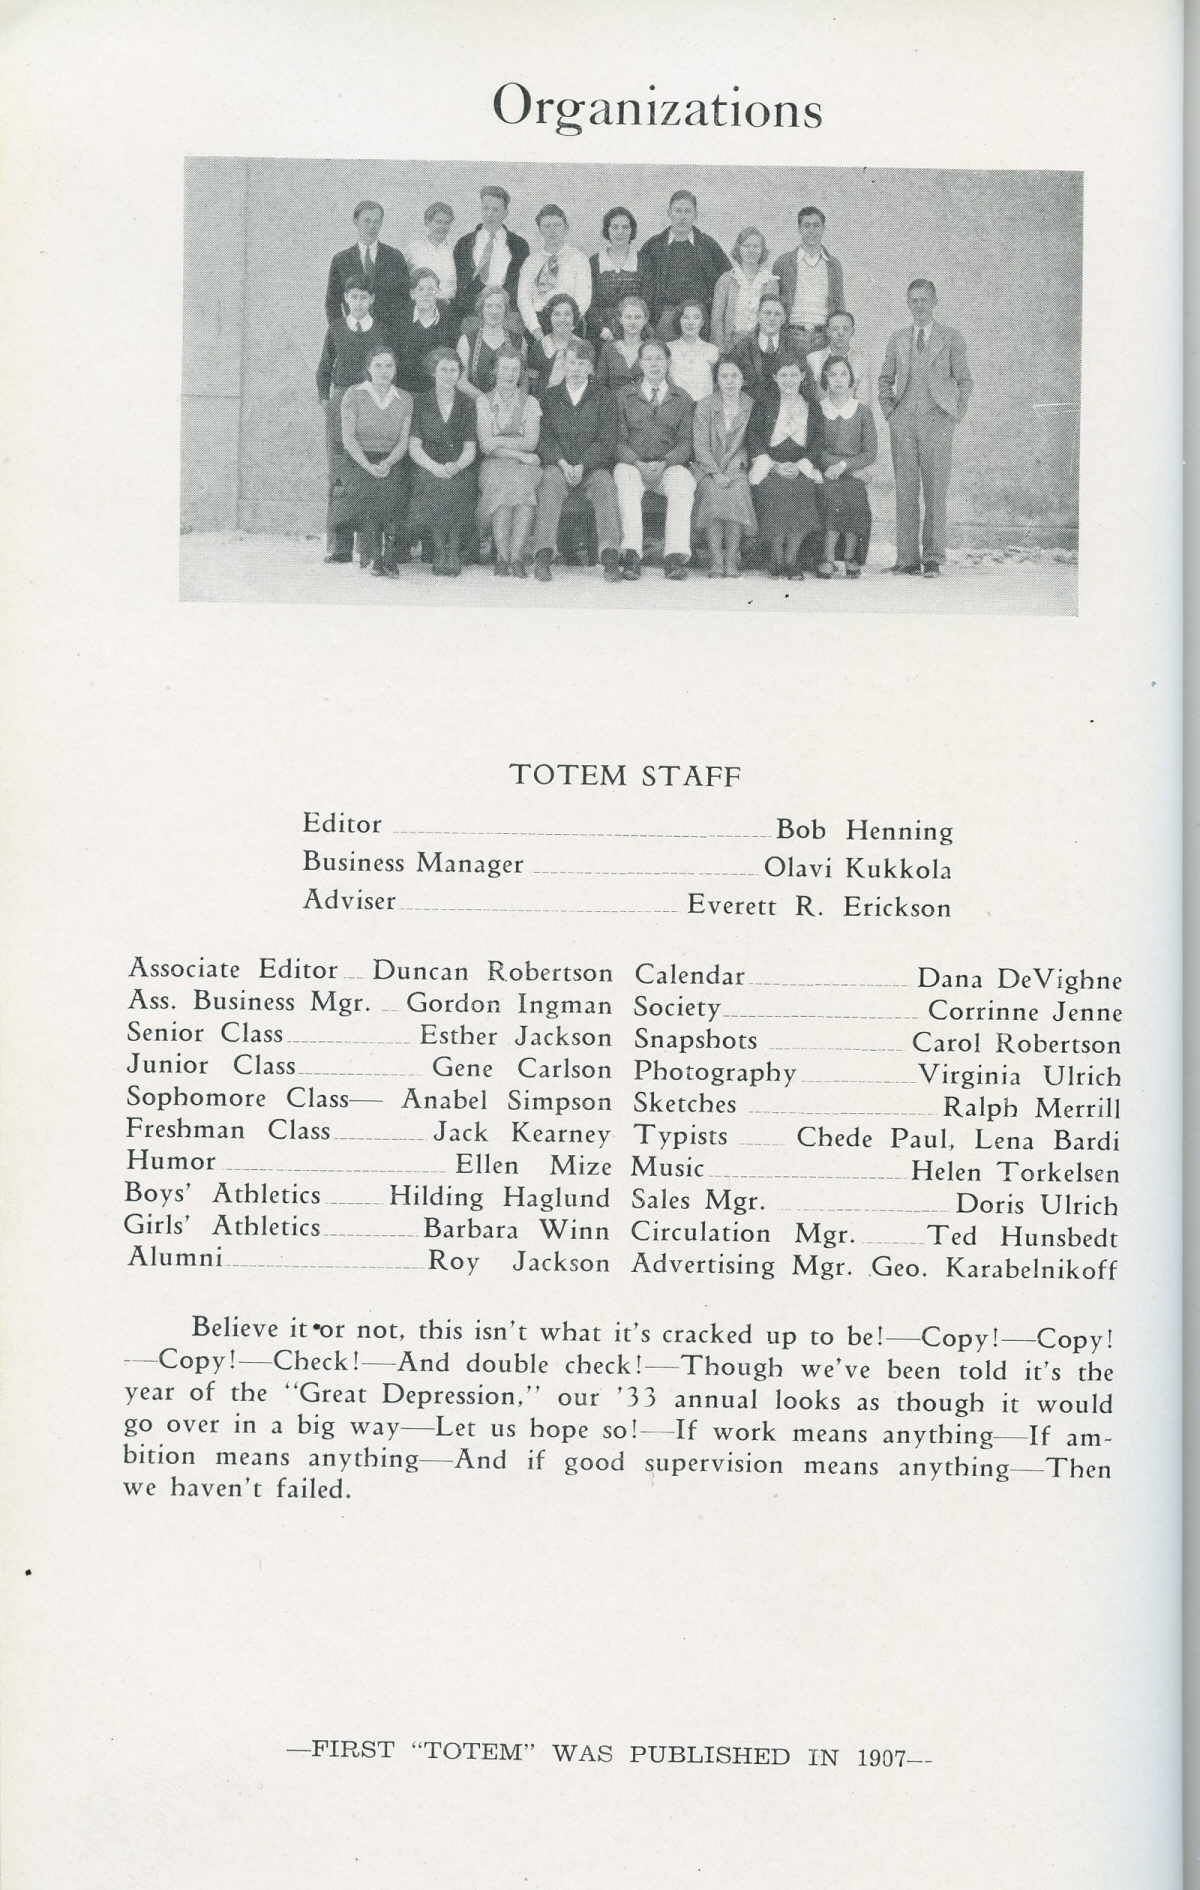 Organizations
TOTEM STAFF
Editor Bob Henning
Business Manager Olavi Kukkola
Adviser Everett R. Erickson
Associate Editor Duncan Robertson
Ass. Business Mgr. Gordon Ingman
Senior Class Esther Jackson
Junior Class Gene Carlson
Sophomore Class— Anabel Simpson
Freshman Class Jack Kearney
Humor Ellen Mize
Boys' Athletics Hilding Haglund
Girls' Athletics Barbara Winn
Alumni Roy Jackson
Calendar Dana DeVighne
Society Corrinne Jenne
Snapshots Carol Robertson
Photography Virginia Ulrich
Sketches Ralph Merrill
Typists Chede Paul, Lena Bardi
Music Helen Torkelsen
Sales Mgr. Doris Ulrich
Circulation Mgr. Ted Hunsbedt
Advertising Mgr. Geo. Karabelnikoff
Believe it or not, this isn't what it's cracked up to be!—Copy!—Copy!
—Copy!—Check!—And double check!—Though we've been told it's the
year of the "Great Depression," our '33 annual looks as though it would
go over in a big way—Let us hope so!—If work means anything—If am-
bition means anything—And if good supervision means anything—Then
we haven't failed.
—FIRST "TOTEM" WAS PUBLISHED IN 1907—